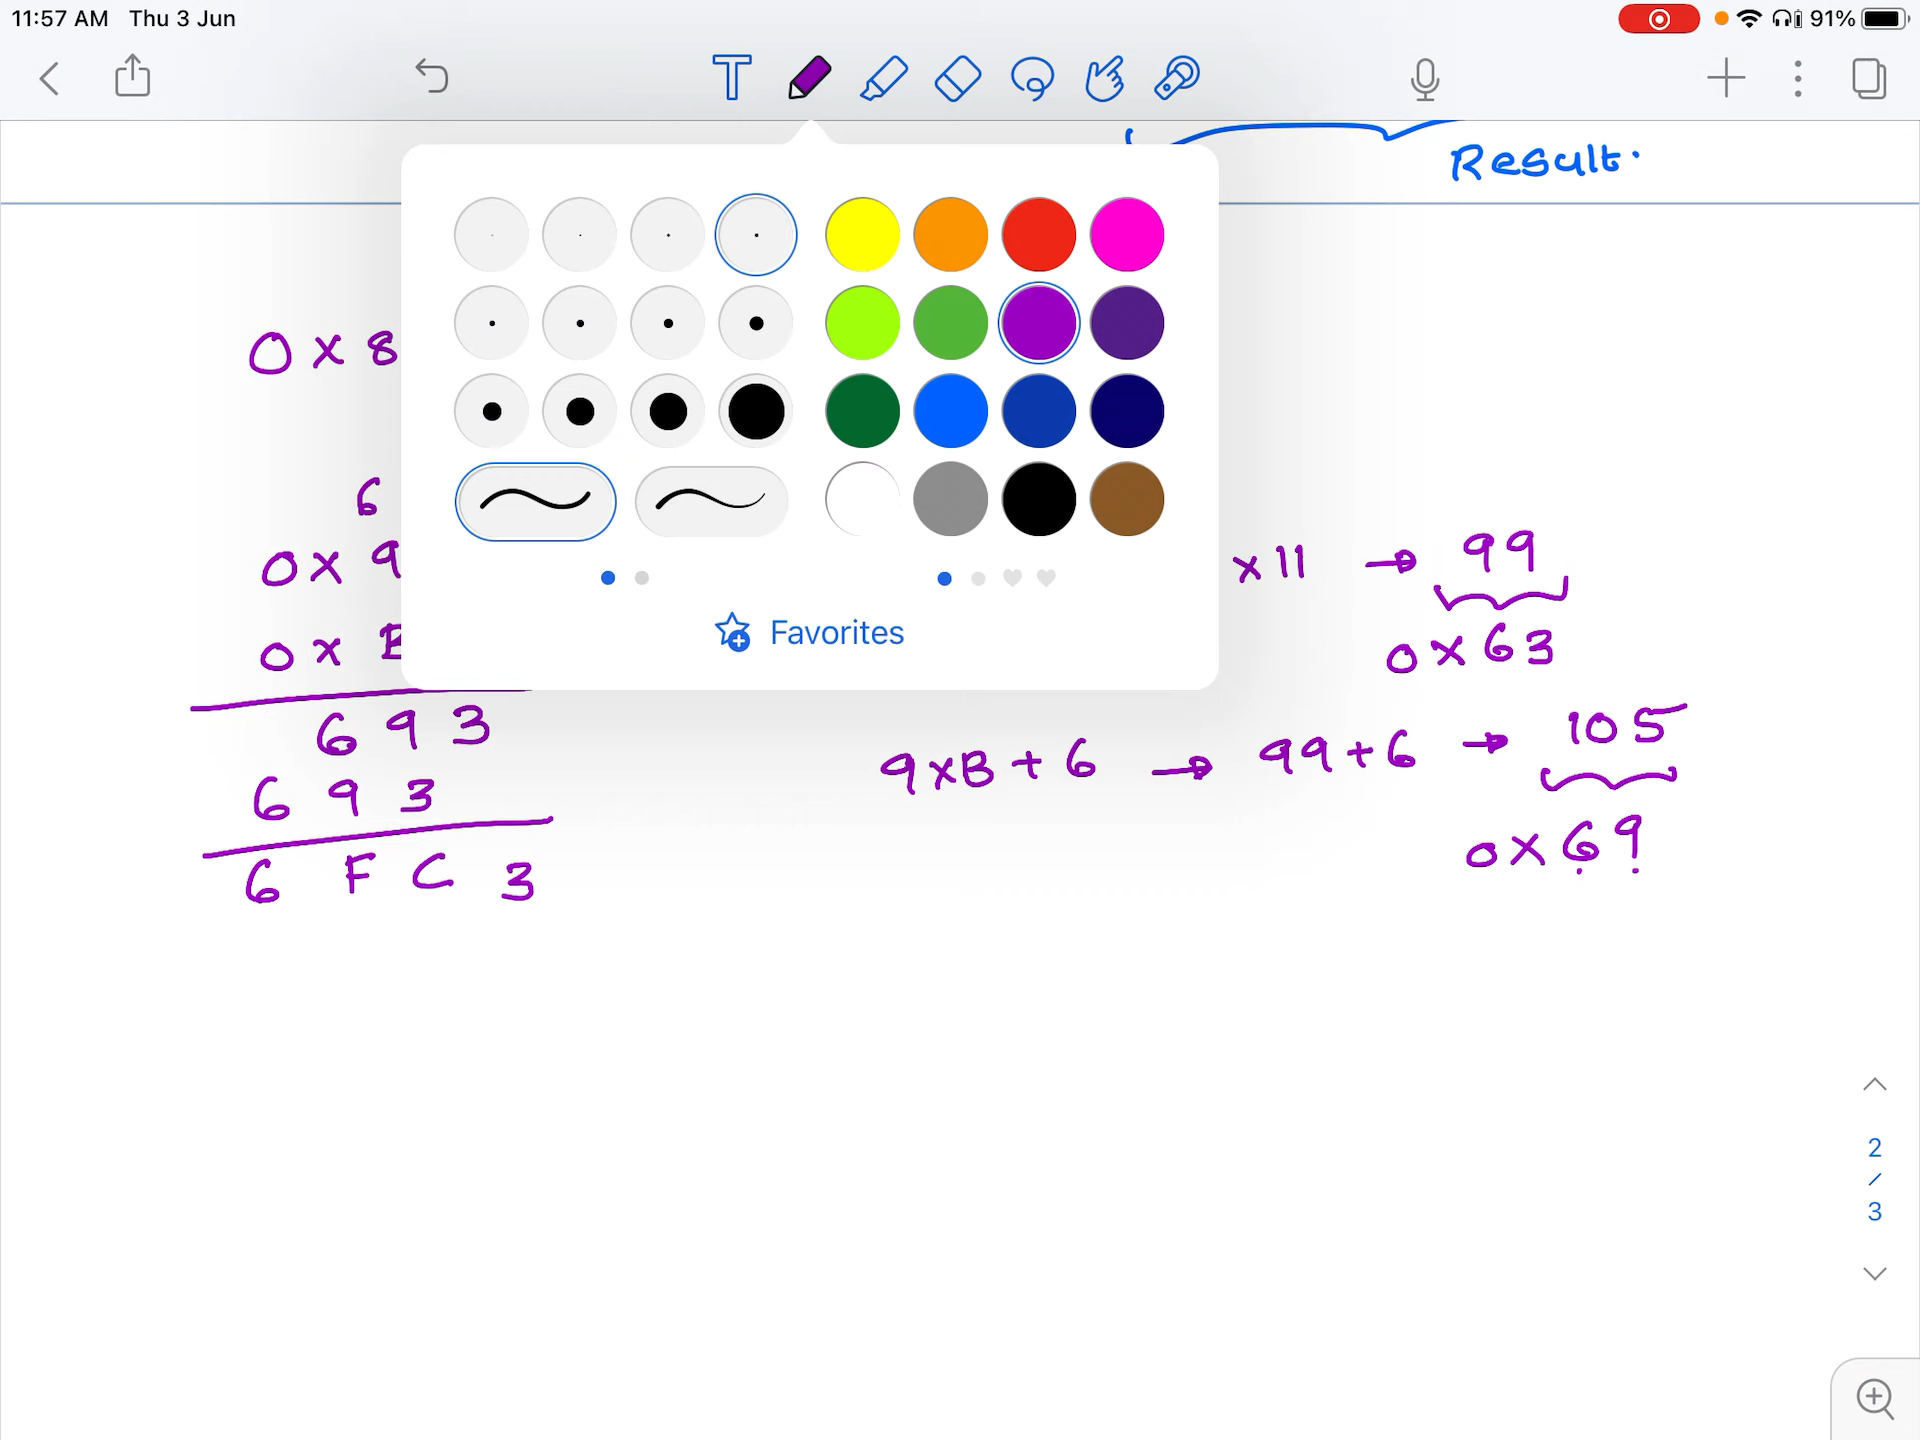 11:57 AM Thu 3 Jun
91%
T
Result.
0 x 8
6
0 x 9
0 x B
x 11 → 99
0 x 63
6 9 3
6 9 3
6 F C 3
9 x B + 6 → 99 + 6 → 105
0 x 69
Favorites
2
/
3